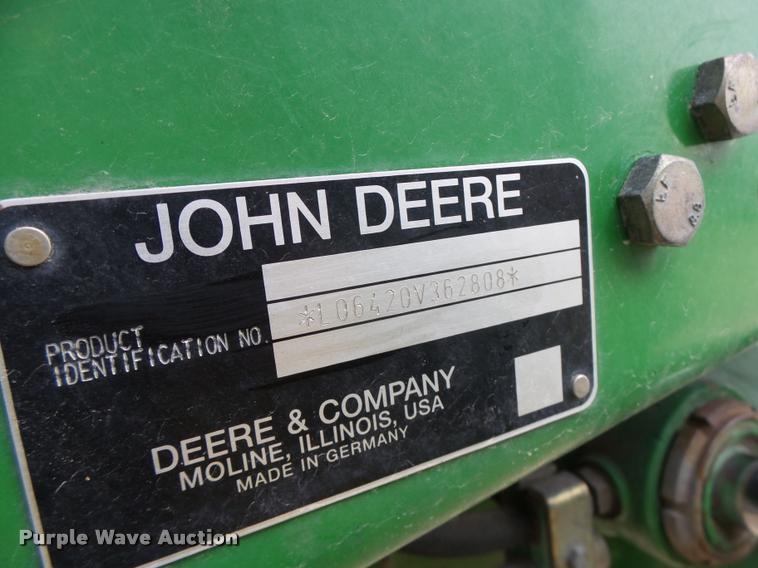 JOHN DEERE
*L06420V362808*
PRODUCT
IDENTIFICATION NO.
DEERE & COMPANY
MOLINE, ILLINOIS, USA
MADE IN GERMANY
Purple Wave Auction